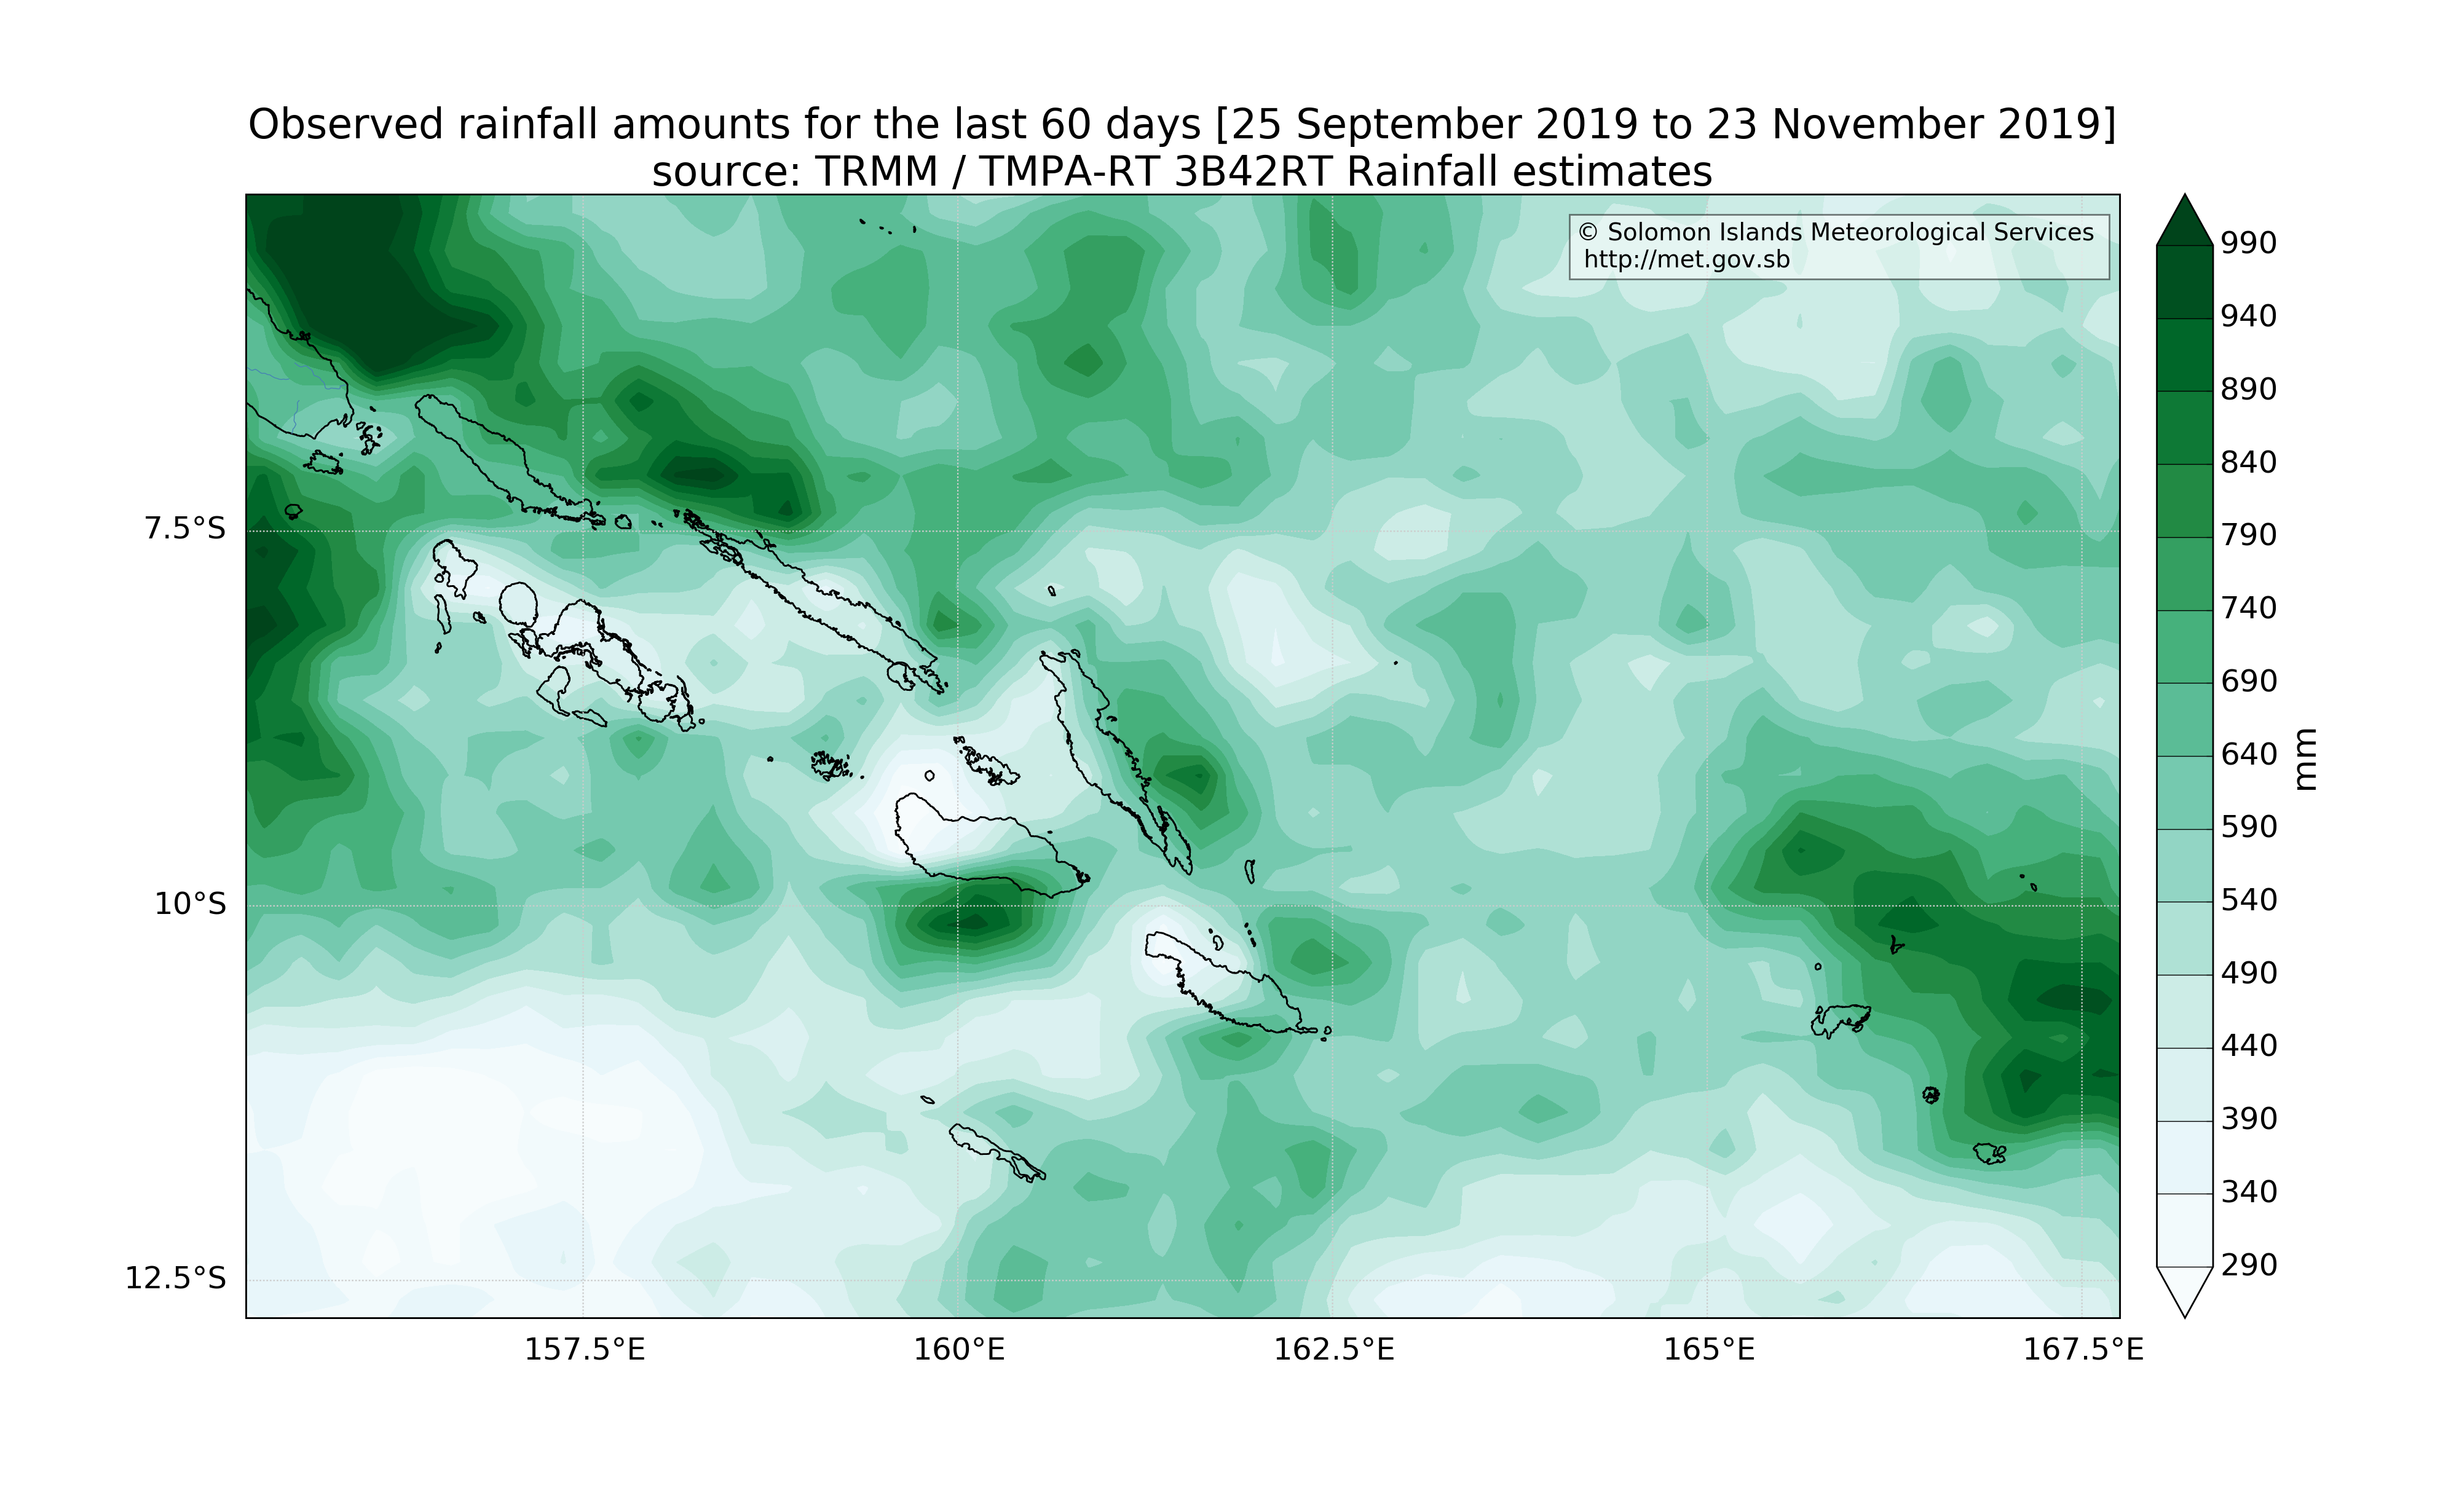 Observed rainfall amounts for the last 60 days [25 September 2019 to 23 November 2019]
source: TRMM / TMPA-RT 3B42RT Rainfall estimates
© Solomon Islands Meteorological Services
http://met.gov.sb
990
940
890
840
790
740
690
640
590
540
490
440
390
340
290
mm
7.5°S
10°S
12.5°S
157.5°E
160°E
162.5°E
165°E
167.5°E